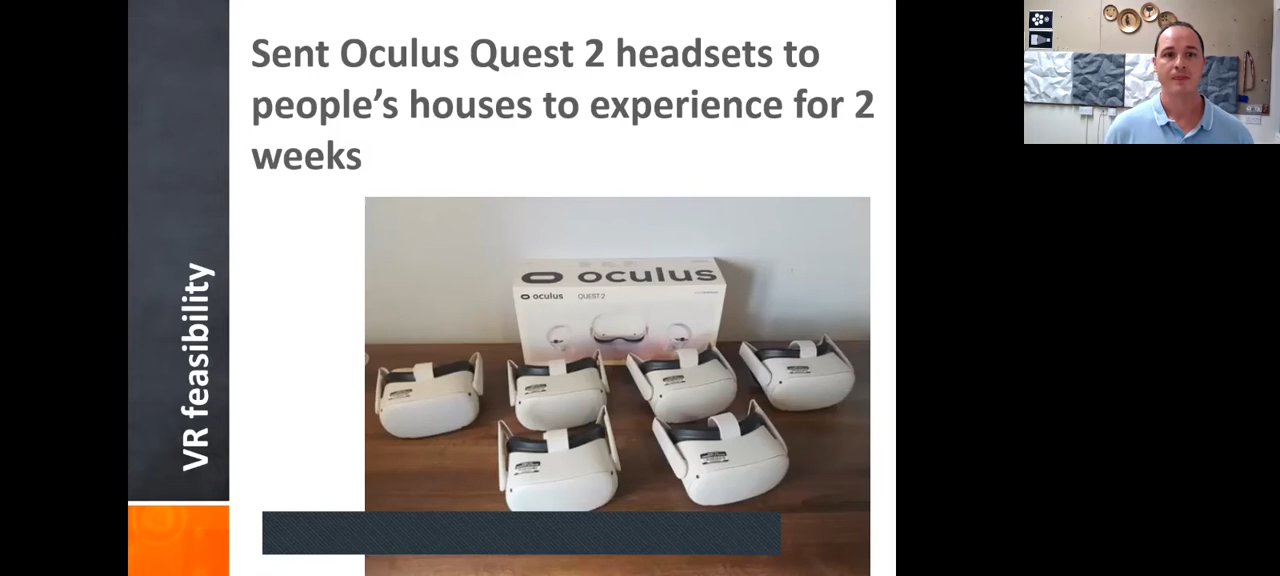 Sent Oculus Quest 2 headsets to
people's houses to experience for 2
weeks
VR feasibility
oculus
oculus QUEST 2